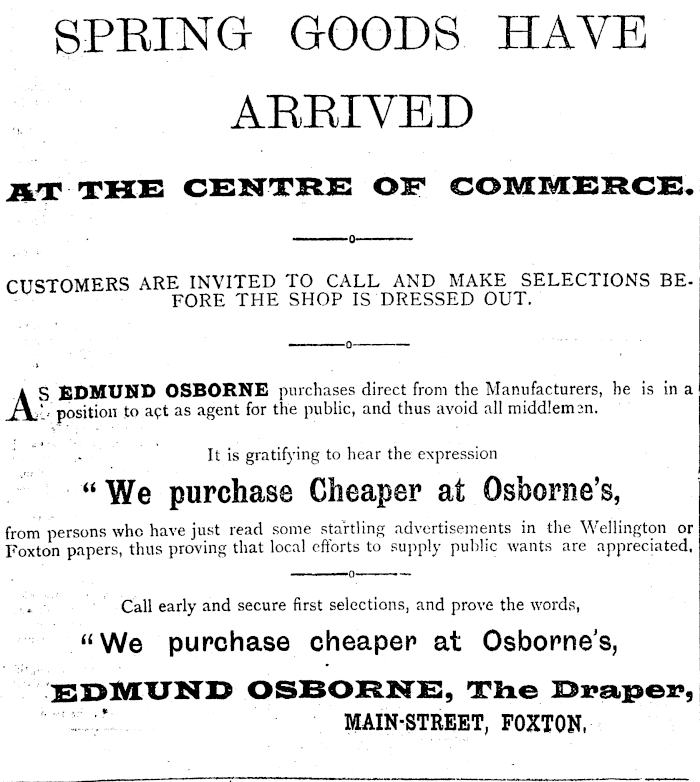 SPRING GOODS HAVE
ARRIVED
AT THE CENTRE OF COMMERCE.
CUSTOMERS ARE INVITED TO CALL AND MAKE SELECTIONS BE-
FORE THE SHOP IS DRESSED OUT.
AS EDMUND OSBORNE purchases direct from the Manufacturers, he is in a
position to act as agent for the public, and thus avoid all middlemen.
It is gratifying to hear the expression
“We purchase Cheaper at Osborne's,
from persons who have just read some startling advertisements in the Wellington or
Foxton papers, thus proving that local efforts to supply public wants are appreciated.
Call early and secure first selections, and prove the words,
“We purchase cheaper at Osborne's,
EDMUND OSBORNE, The Draper,
MAIN-STREET, FOXTON.